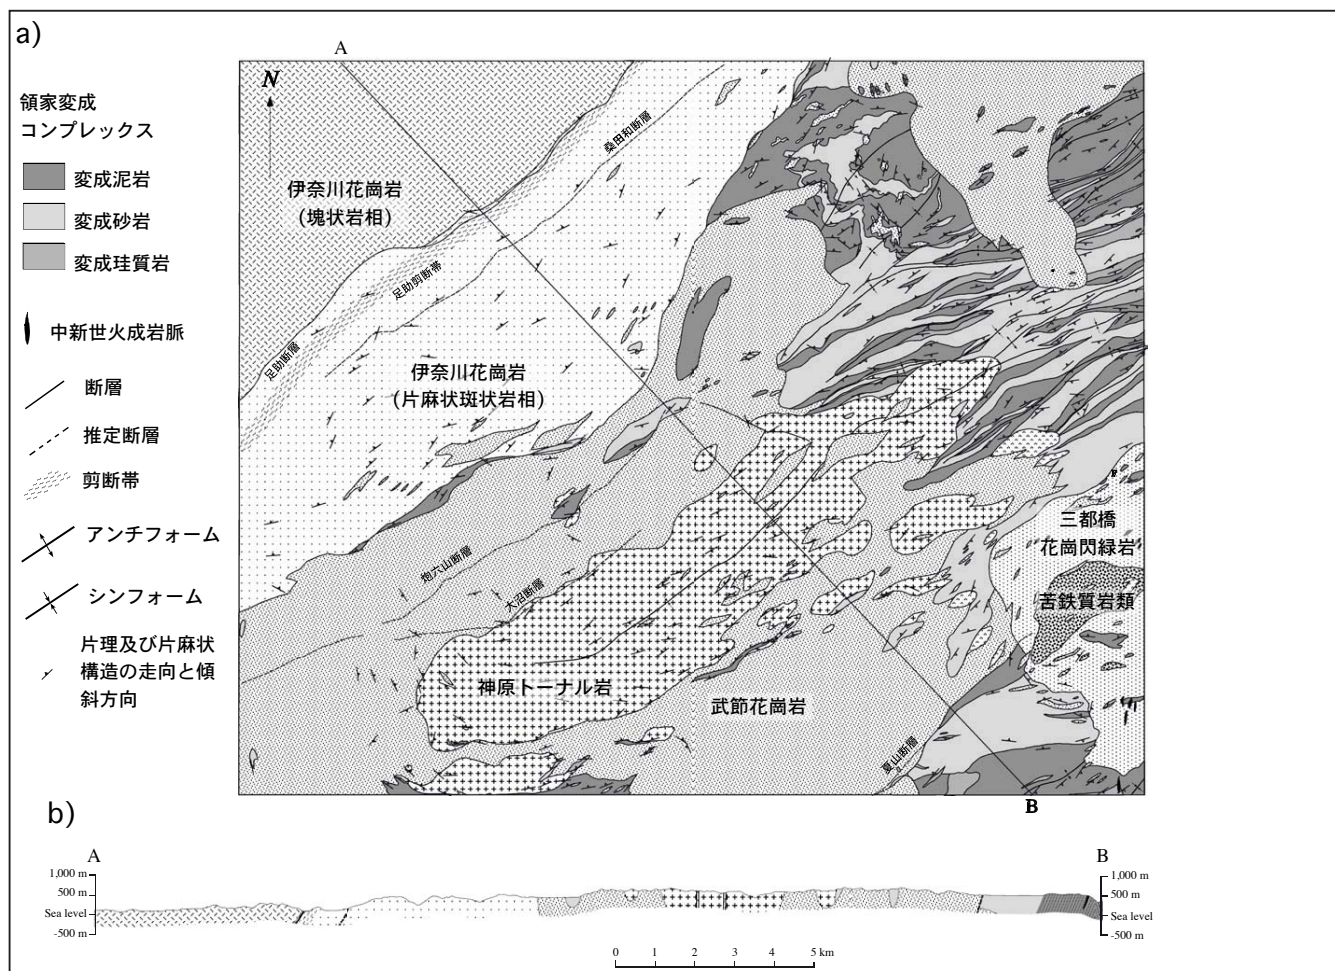 a)
A
N
領家変成
コンプレックス
変成泥岩
変成砂岩
変成珪質岩
中新世火成岩脈
断層
推定断層
剪断帯
アンチフォーム
シンフォーム
片理及び片麻状
構造の走向と傾
斜方向
伊奈川花崗岩
(塊状岩相)
桑田和断層
足助剪断帯
足助断層
伊奈川花崗岩
(片麻状斑状岩相)
炮六山断層
大沼断層
神原トーナル岩
武節花崗岩
三都橋
花崗閃緑岩
苦鉄質岩類
夏山断層
B
b)
A
B
1,000 m
500 m
Sea level
-500 m
1,000 m
500 m
Sea level
-500 m
0 1 2 3 4 5 km